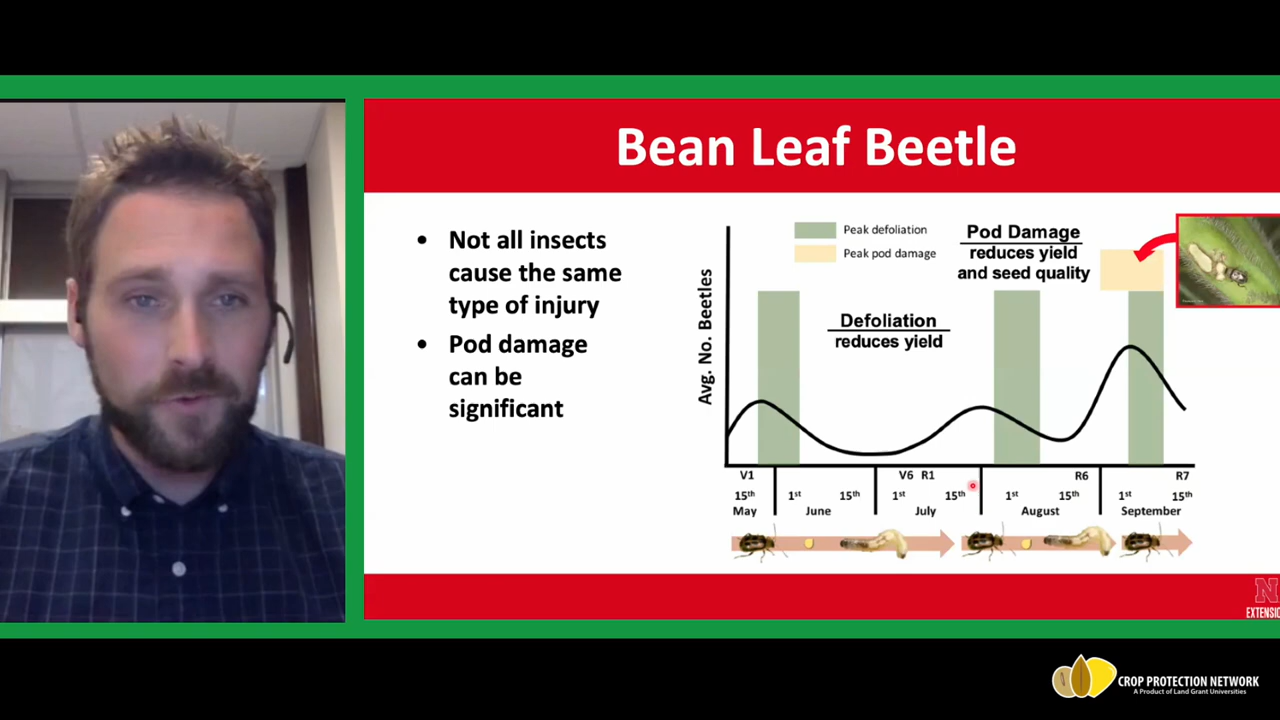 Bean Leaf Beetle
• Not all insects
cause the same
type of injury
• Pod damage
can be
significant
Avg. No. Beetles
Peak defoliation
Peak pod damage
Pod Damage
reduces yield
and seed quality
Defoliation
reduces yield
V1 V6 R1 R6 R7
15th 1st 15th 1st 15th 1st 15th 1st 15th
May June July August September
N
EXTENSIO
CROP PROTECTION NETWORK
A Product of Land Grant Universities